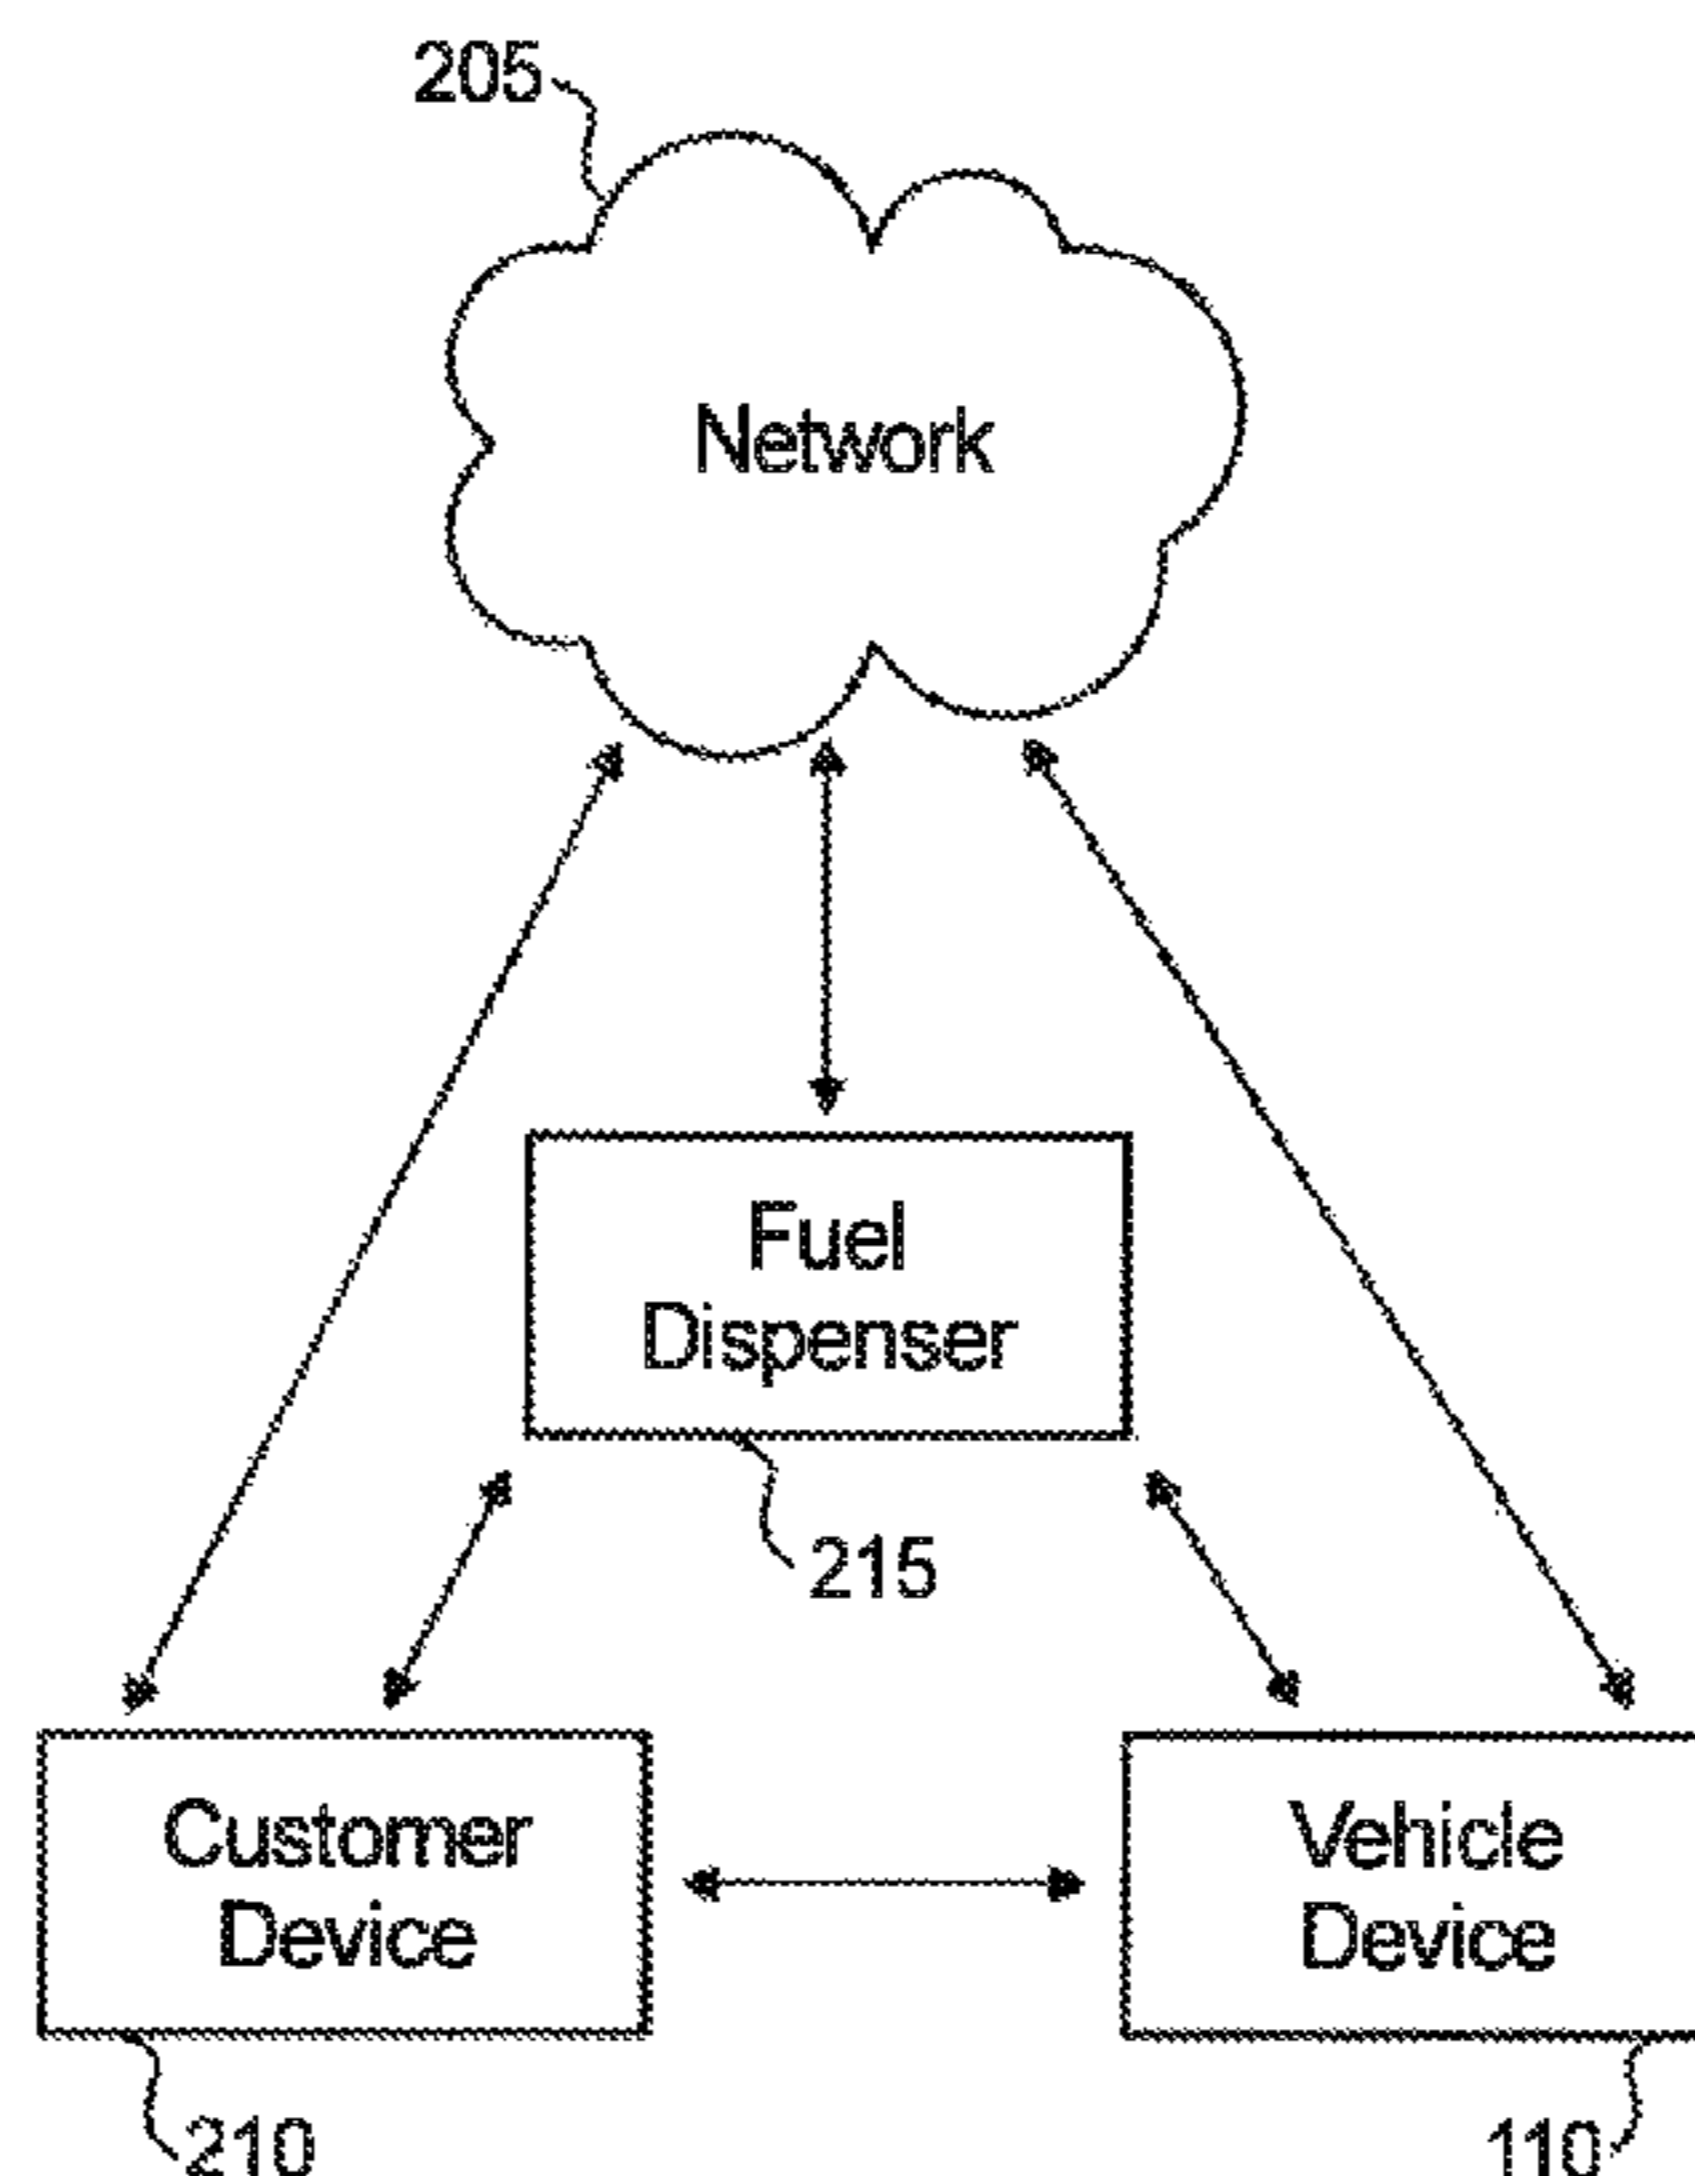 205
Network
Fuel
Dispenser
215
Customer
Device
Vehicle
Device
210
110